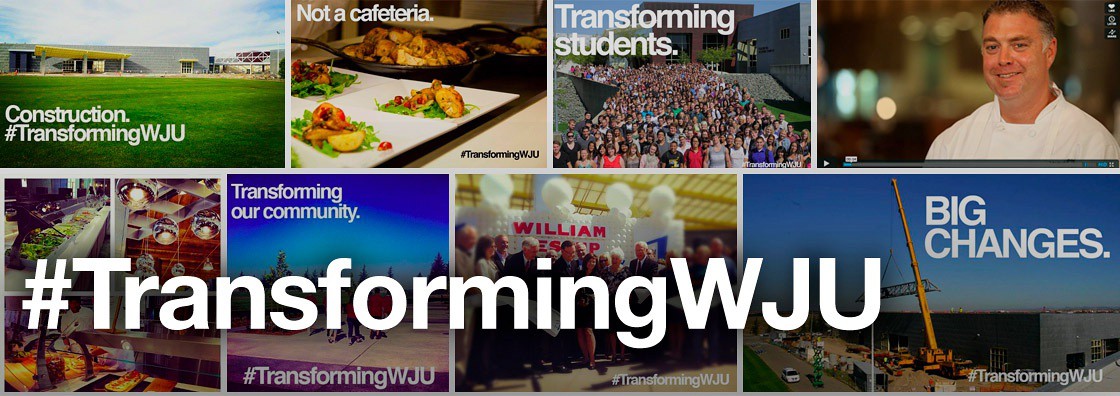 Construction.
#TransformingWJU
Not a cafeteria.
#TransformingWJU
Transforming
students.
#TransformingWJU
Transforming
our community.
#TransformingWJU
WILLIAM
#TransformingWJU
BIG
CHANGES.
#TransformingWJU
#TransformingWJU